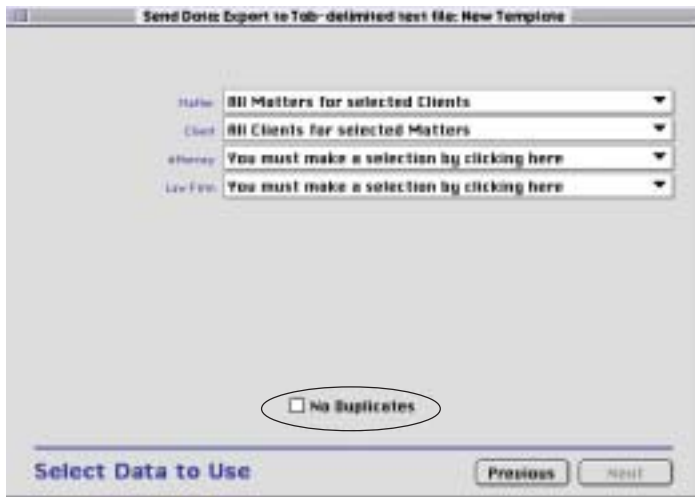 Send Data: Export to Tab-delimited text file: New Template
Matter All Matters for selected Clients
Client All Clients for selected Matters
Attorney You must make a selection by clicking here
Law Firm You must make a selection by clicking here
No Duplicates
Select Data to Use
Previous Next